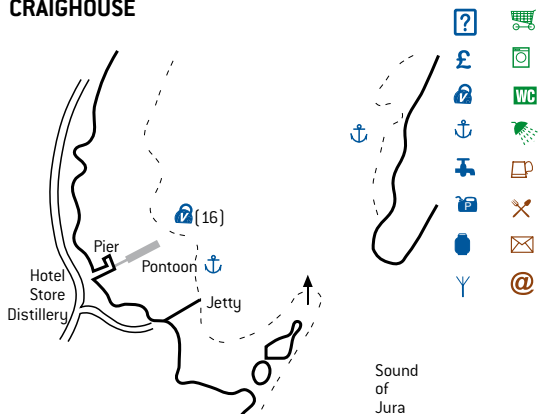 CRAIGHOUSE
?
£
WC
V
V (16)
P
Pier
Pontoon
Hotel
Store
Distillery
Jetty
@
Sound
of
Jura